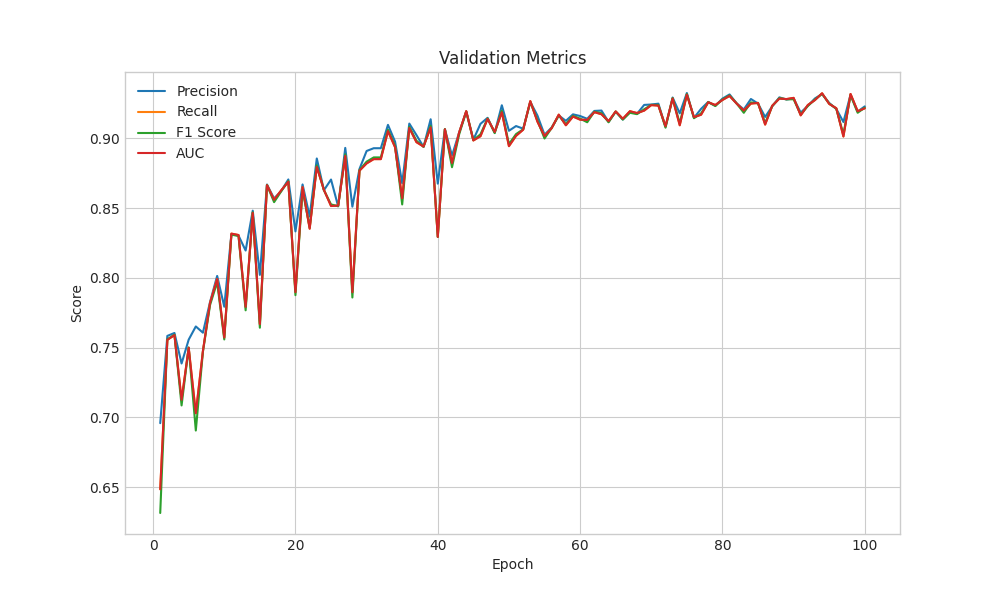 Validation Metrics
Precision
Recall
F1 Score
AUC
0.90
0.85
0.80
0.75
0.70
0.65
Score
0 20 40 60 80 100
Epoch